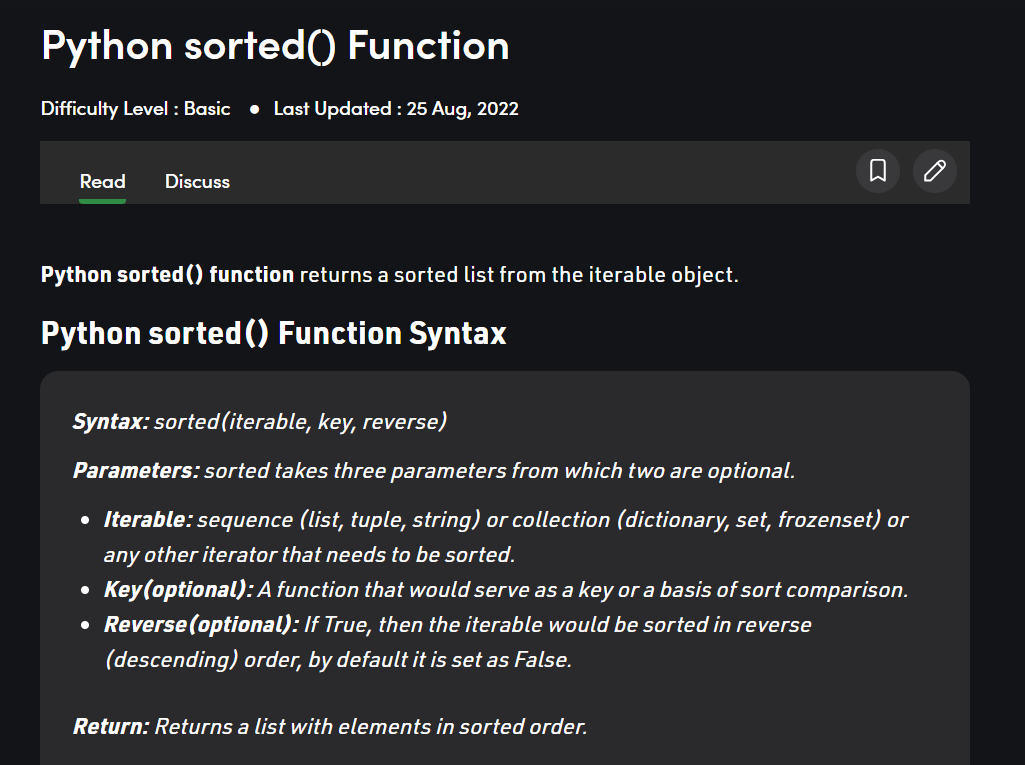 Python sorted() Function
Difficulty Level : Basic ● Last Updated : 25 Aug, 2022
Read Discuss
Python sorted() function returns a sorted list from the iterable object.
Python sorted() Function Syntax
Syntax: sorted(iterable, key, reverse)
Parameters: sorted takes three parameters from which two are optional.
• Iterable: sequence (list, tuple, string) or collection (dictionary, set, frozenset) or
any other iterator that needs to be sorted.
• Key(optional): A function that would serve as a key or a basis of sort comparison.
• Reverse(optional): If True, then the iterable would be sorted in reverse
(descending) order, by default it is set as False.
Return: Returns a list with elements in sorted order.